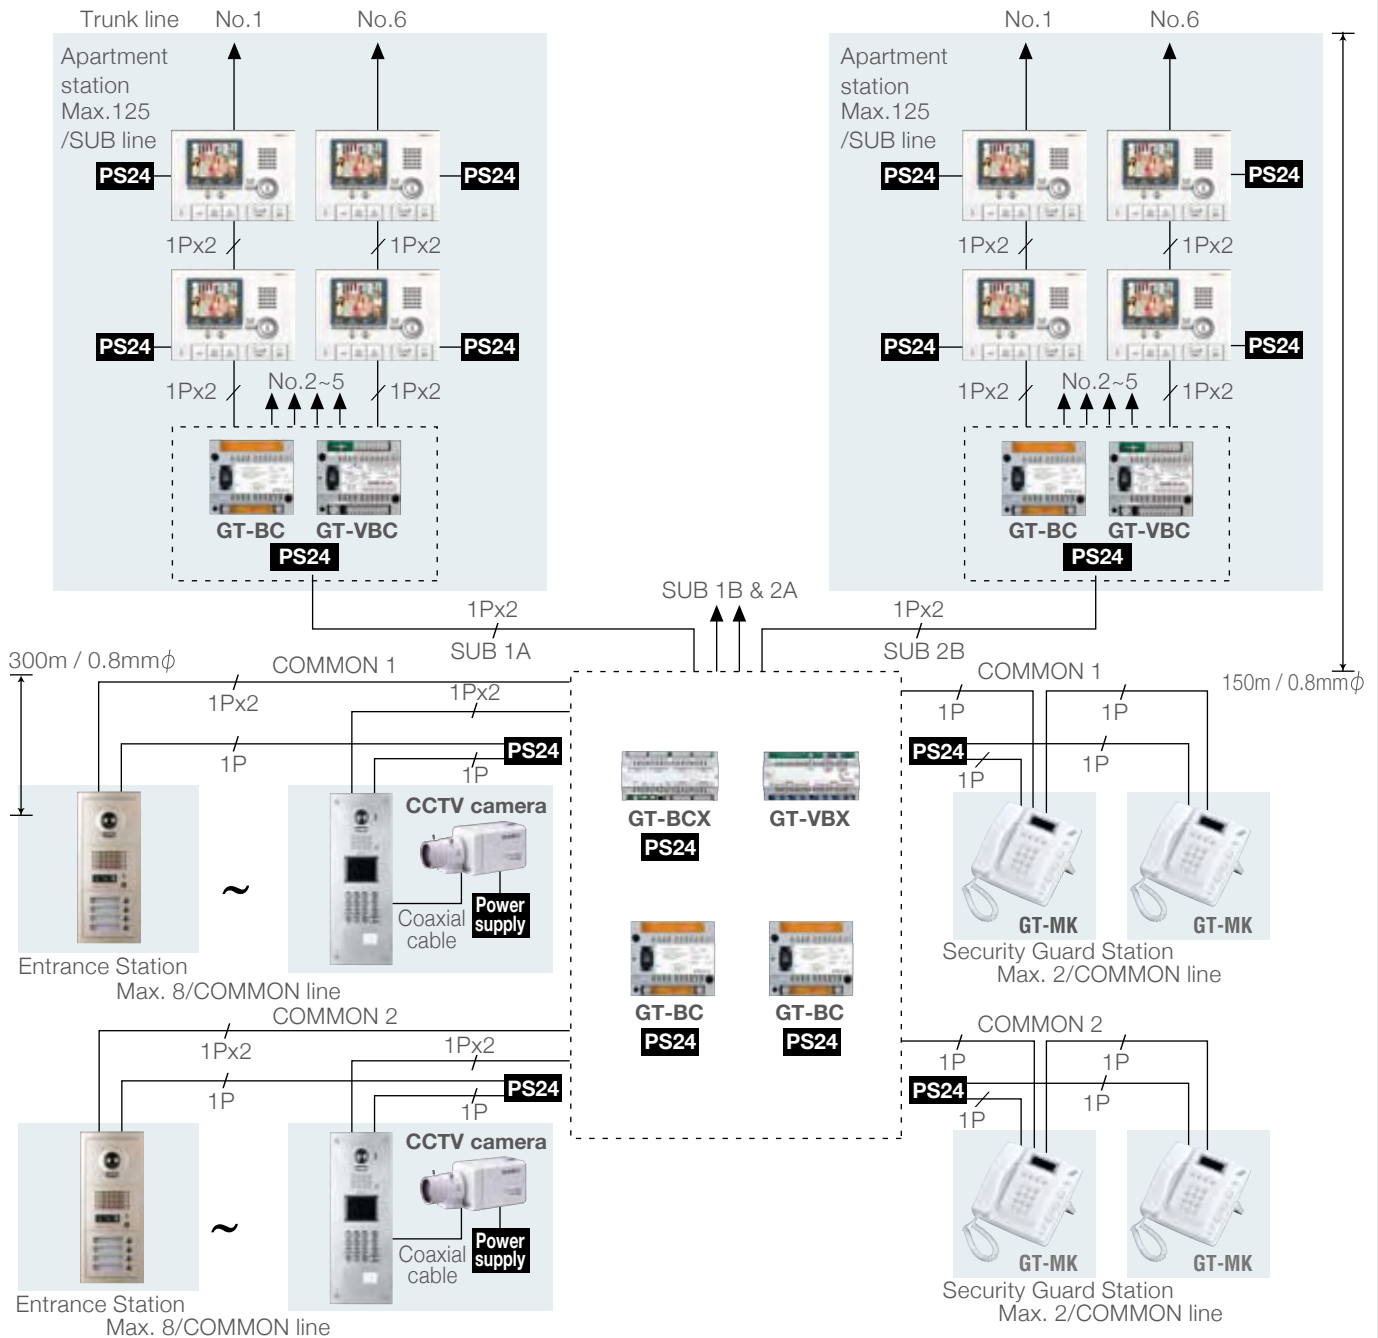 Trunk line No.1 No.6
Apartment
station
Max.125
/SUB line
PS24 PS24
1Px2 1Px2
PS24 PS24
1Px2 No.2~5 1Px2
GT-BC GT-VBC
PS24
No.1 No.6
Apartment
station
Max.125
/SUB line
PS24 PS24
1Px2 1Px2
PS24 PS24
1Px2 No.2~5 1Px2
GT-BC GT-VBC
PS24
SUB 1B & 2A
1Px2 1Px2
SUB 1A SUB 2B
300m / 0.8mmϕ
150m / 0.8mmϕ
COMMON 1
1Px2 1Px2
1P 1P PS24
CCTV camera
~
Coaxial
cable
Power
supply
Entrance Station
Max. 8/COMMON line
GT-BCX GT-VBX
PS24
GT-BC GT-BC
PS24 PS24
COMMON 1
1P 1P
PS24
1P 1P
GT-MK GT-MK
Security Guard Station
Max. 2/COMMON line
COMMON 2
1Px2 1Px2
1P 1P PS24
CCTV camera
~
Coaxial
cable
Power
supply
Entrance Station
Max. 8/COMMON line
COMMON 2
1P 1P
PS24
1P 1P
GT-MK GT-MK
Security Guard Station
Max. 2/COMMON line